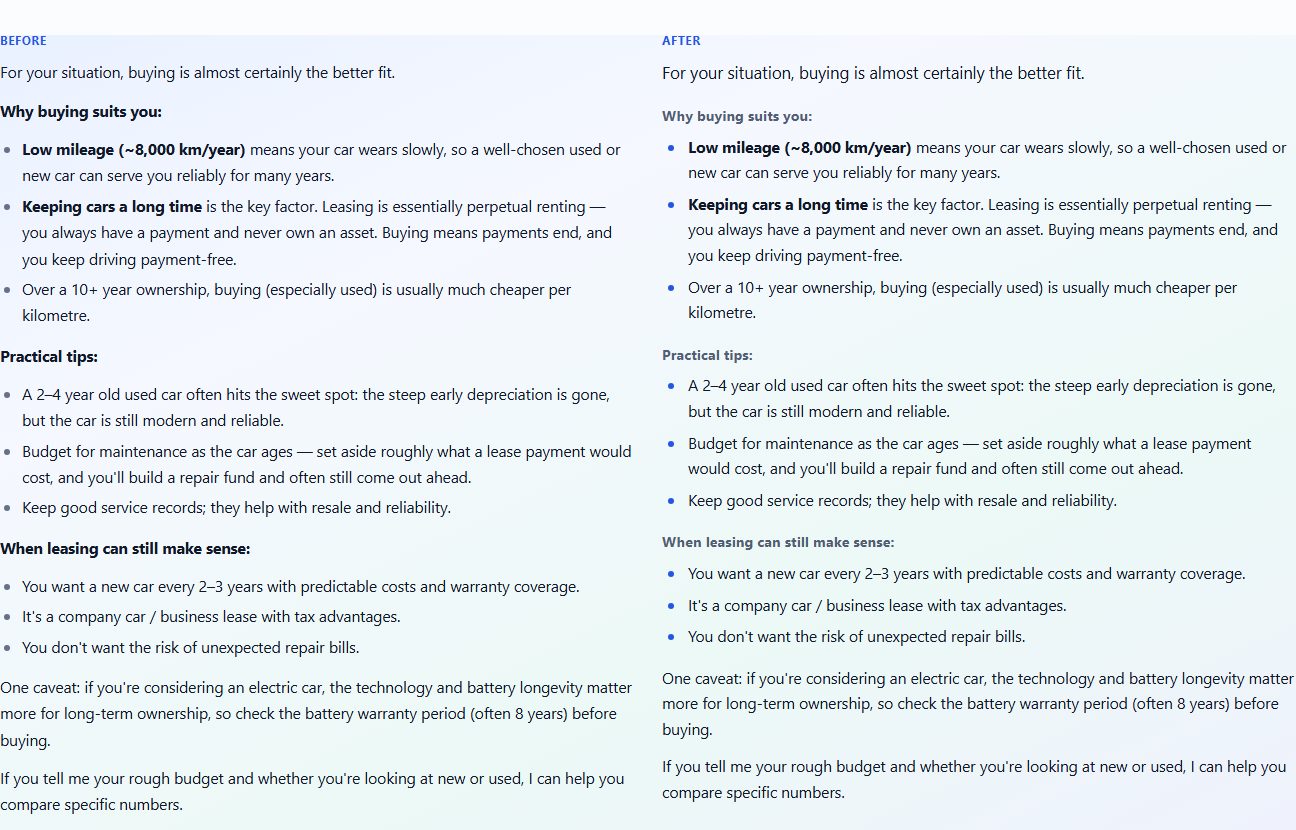 BEFORE
For your situation, buying is almost certainly the better fit.
Why buying suits you:
Low mileage (~8,000 km/year) means your car wears slowly, so a well-chosen used or
new car can serve you reliably for many years.
Keeping cars a long time is the key factor. Leasing is essentially perpetual renting —
you always have a payment and never own an asset. Buying means payments end, and
you keep driving payment-free.
Over a 10+ year ownership, buying (especially used) is usually much cheaper per
kilometre.
Practical tips:
A 2–4 year old used car often hits the sweet spot: the steep early depreciation is gone,
but the car is still modern and reliable.
Budget for maintenance as the car ages — set aside roughly what a lease payment would
cost, and you'll build a repair fund and often still come out ahead.
Keep good service records; they help with resale and reliability.
When leasing can still make sense:
You want a new car every 2–3 years with predictable costs and warranty coverage.
It's a company car / business lease with tax advantages.
You don't want the risk of unexpected repair bills.
One caveat: if you're considering an electric car, the technology and battery longevity matter
more for long-term ownership, so check the battery warranty period (often 8 years) before
buying.
If you tell me your rough budget and whether you're looking at new or used, I can help you
compare specific numbers.
AFTER
For your situation, buying is almost certainly the better fit.
Why buying suits you:
Low mileage (~8,000 km/year) means your car wears slowly, so a well-chosen used or
new car can serve you reliably for many years.
Keeping cars a long time is the key factor. Leasing is essentially perpetual renting —
you always have a payment and never own an asset. Buying means payments end, and
you keep driving payment-free.
Over a 10+ year ownership, buying (especially used) is usually much cheaper per
kilometre.
Practical tips:
A 2–4 year old used car often hits the sweet spot: the steep early depreciation is gone,
but the car is still modern and reliable.
Budget for maintenance as the car ages — set aside roughly what a lease payment
would cost, and you'll build a repair fund and often still come out ahead.
Keep good service records; they help with resale and reliability.
When leasing can still make sense:
You want a new car every 2–3 years with predictable costs and warranty coverage.
It's a company car / business lease with tax advantages.
You don't want the risk of unexpected repair bills.
One caveat: if you're considering an electric car, the technology and battery longevity matter
more for long-term ownership, so check the battery warranty period (often 8 years) before
buying.
If you tell me your rough budget and whether you're looking at new or used, I can help you
compare specific numbers.